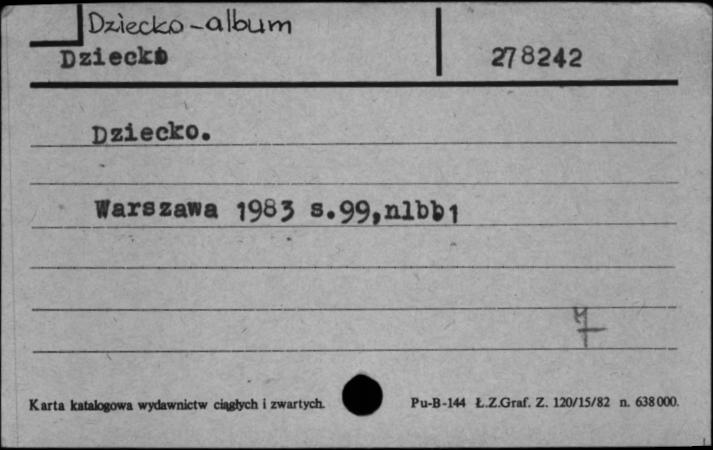 Dziecko-album
Dziecko
278242
Dziecko.
Warszawa 1983 s.99,nlbb1
Karta katalogowa wydawnictw ciągłych i zwartych.
Pu-B-144 Ł.Z.Graf. Z. 120/15/82 n. 638000.